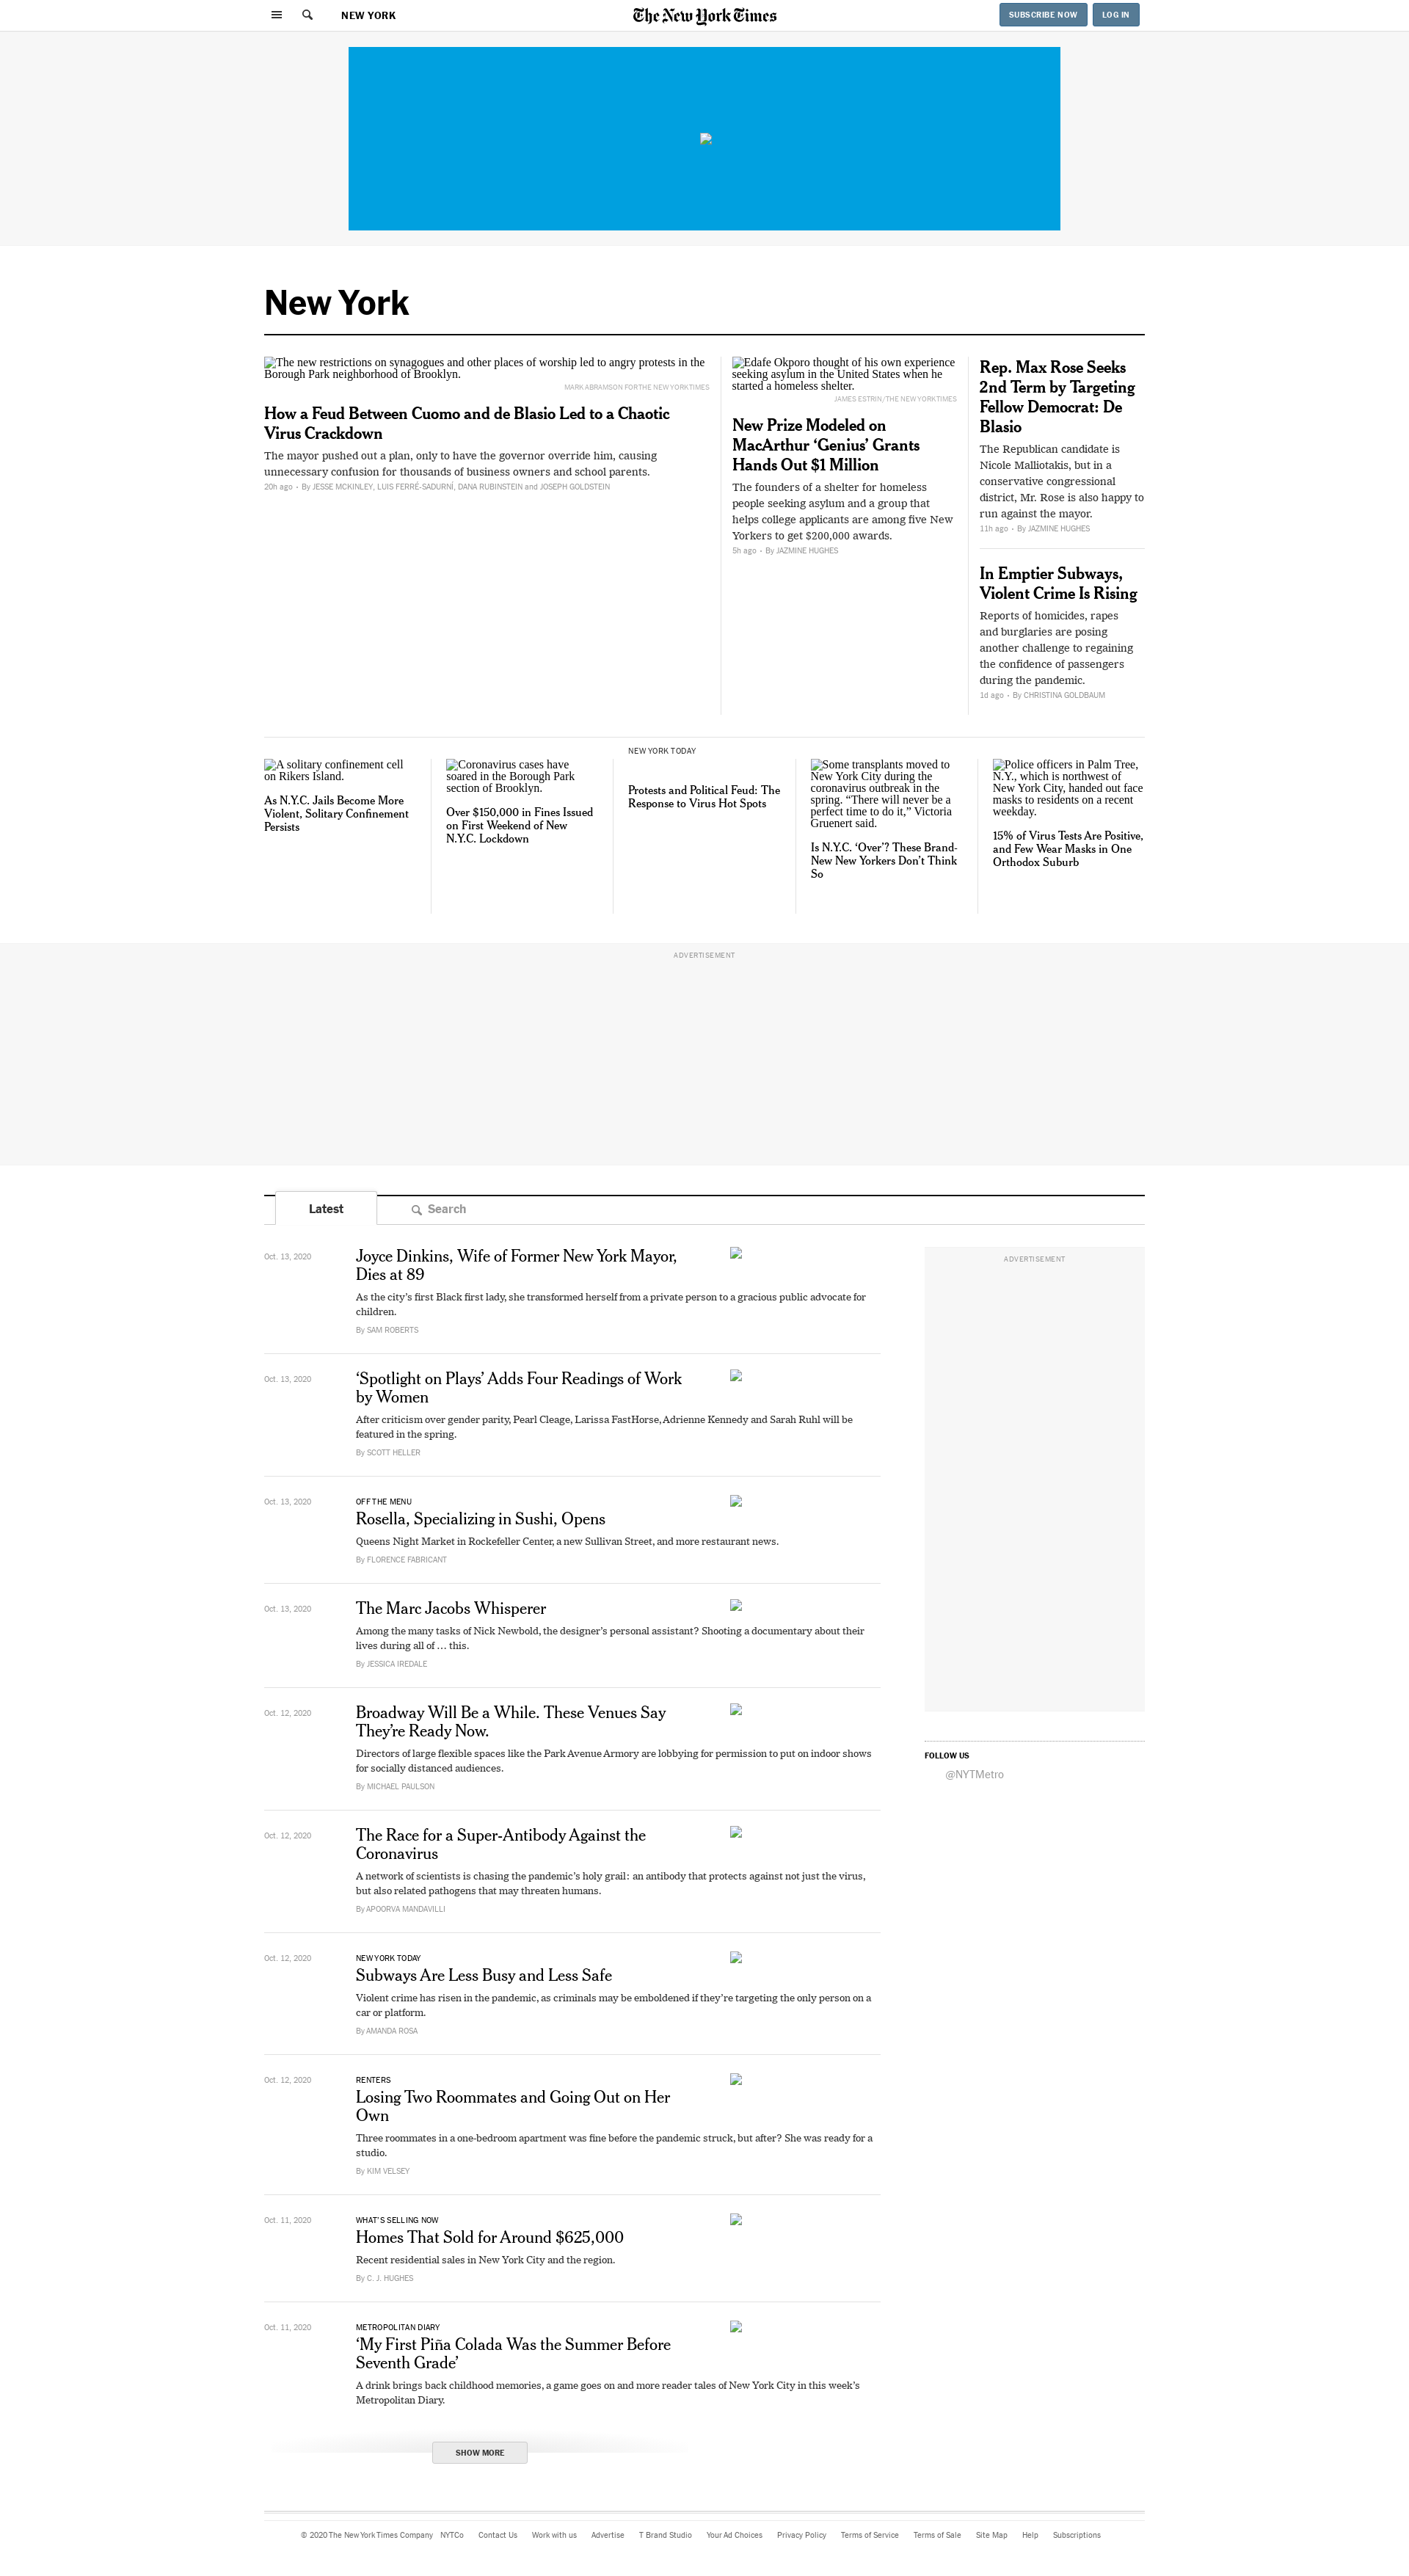 NEW YORK
The New York Times
SUBSCRIBE NOW
LOG IN
New York
The new restrictions on synagogues and other places of worship led to angry protests in the
Borough Park neighborhood of Brooklyn.
MARK ABRAMSON FOR THE NEW YORK TIMES
How a Feud Between Cuomo and de Blasio Led to a Chaotic
Virus Crackdown
The mayor pushed out a plan, only to have the governor override him, causing
unnecessary confusion for thousands of business owners and school parents.
20h ago • By JESSE MCKINLEY, LUIS FERRÉ-SADURNÍ, DANA RUBINSTEIN and JOSEPH GOLDSTEIN
Edafe Okporo thought of his own experience
seeking asylum in the United States when he
started a homeless shelter.
JAMES ESTRIN/THE NEW YORK TIMES
New Prize Modeled on
MacArthur ‘Genius’ Grants
Hands Out $1 Million
The founders of a shelter for homeless
people seeking asylum and a group that
helps college applicants are among five New
Yorkers to get $200,000 awards.
5h ago • By JAZMINE HUGHES
Rep. Max Rose Seeks
2nd Term by Targeting
Fellow Democrat: De
Blasio
The Republican candidate is
Nicole Malliotakis, but in a
conservative congressional
district, Mr. Rose is also happy to
run against the mayor.
11h ago • By JAZMINE HUGHES
In Emptier Subways,
Violent Crime Is Rising
Reports of homicides, rapes
and burglaries are posing
another challenge to regaining
the confidence of passengers
during the pandemic.
1d ago • By CHRISTINA GOLDBAUM
A solitary confinement cell
on Rikers Island.
As N.Y.C. Jails Become More
Violent, Solitary Confinement
Persists
Coronavirus cases have
soared in the Borough Park
section of Brooklyn.
Over $150,000 in Fines Issued
on First Weekend of New
N.Y.C. Lockdown
NEW YORK TODAY
Protests and Political Feud: The
Response to Virus Hot Spots
Some transplants moved to
New York City during the
coronavirus outbreak in the
spring. “There will never be a
perfect time to do it,” Victoria
Gruenert said.
Is N.Y.C. ‘Over’? These Brand-
New New Yorkers Don’t Think
So
Police officers in Palm Tree,
N.Y., which is northwest of
New York City, handed out face
masks to residents on a recent
weekday.
15% of Virus Tests Are Positive,
and Few Wear Masks in One
Orthodox Suburb
ADVERTISEMENT
Latest
Search
Oct. 13, 2020
Joyce Dinkins, Wife of Former New York Mayor,
Dies at 89
As the city’s first Black first lady, she transformed herself from a private person to a gracious public advocate for
children.
By SAM ROBERTS
Oct. 13, 2020
‘Spotlight on Plays’ Adds Four Readings of Work
by Women
After criticism over gender parity, Pearl Cleage, Larissa FastHorse, Adrienne Kennedy and Sarah Ruhl will be
featured in the spring.
By SCOTT HELLER
Oct. 13, 2020
OFF THE MENU
Rosella, Specializing in Sushi, Opens
Queens Night Market in Rockefeller Center, a new Sullivan Street, and more restaurant news.
By FLORENCE FABRICANT
Oct. 13, 2020
The Marc Jacobs Whisperer
Among the many tasks of Nick Newbold, the designer’s personal assistant? Shooting a documentary about their
lives during all of … this.
By JESSICA IREDALE
Oct. 12, 2020
Broadway Will Be a While. These Venues Say
They’re Ready Now.
Directors of large flexible spaces like the Park Avenue Armory are lobbying for permission to put on indoor shows
for socially distanced audiences.
By MICHAEL PAULSON
Oct. 12, 2020
The Race for a Super-Antibody Against the
Coronavirus
A network of scientists is chasing the pandemic’s holy grail: an antibody that protects against not just the virus,
but also related pathogens that may threaten humans.
By APOORVA MANDAVILLI
Oct. 12, 2020
NEW YORK TODAY
Subways Are Less Busy and Less Safe
Violent crime has risen in the pandemic, as criminals may be emboldened if they’re targeting the only person on a
car or platform.
By AMANDA ROSA
Oct. 12, 2020
RENTERS
Losing Two Roommates and Going Out on Her
Own
Three roommates in a one-bedroom apartment was fine before the pandemic struck, but after? She was ready for a
studio.
By KIM VELSEY
Oct. 11, 2020
WHAT’S SELLING NOW
Homes That Sold for Around $625,000
Recent residential sales in New York City and the region.
By C. J. HUGHES
Oct. 11, 2020
METROPOLITAN DIARY
‘My First Piña Colada Was the Summer Before
Seventh Grade’
A drink brings back childhood memories, a game goes on and more reader tales of New York City in this week’s
Metropolitan Diary.
SHOW MORE
ADVERTISEMENT
FOLLOW US
@NYTMetro
© 2020 The New York Times Company NYTCo Contact Us Work with us Advertise T Brand Studio Your Ad Choices Privacy Policy Terms of Service Terms of Sale Site Map Help Subscriptions